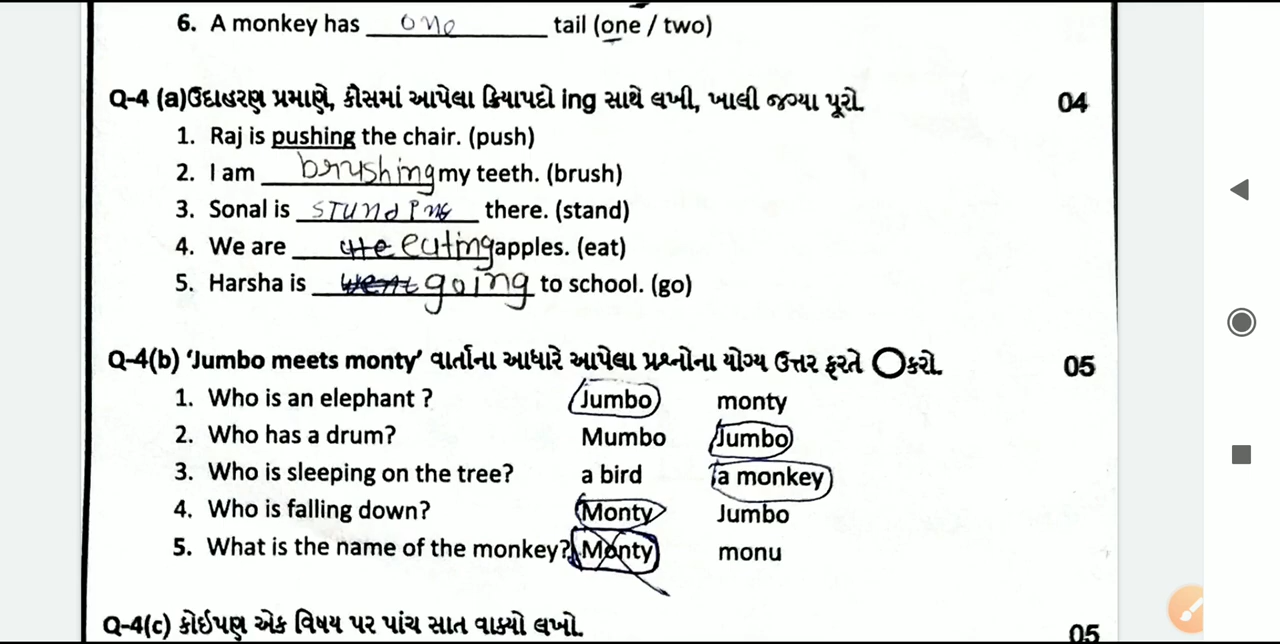 6. A monkey has one tail (one / two)
Q-4 (a)ઉદાહરણ પ્રમાણે, કૌસમાં આપેલા ક્રિયાપદો ing સાથે લખી, ખાલી જગ્યા પૂરો. 04
1. Raj is pushing the chair. (push)
2. I am brushing my teeth. (brush)
3. Sonal is STUNDING there. (stand)
4. We are eating apples. (eat)
5. Harsha is went going to school. (go)
Q-4(b) ‘Jumbo meets monty’ વાર્તાના આધારે આપેલા પ્રશ્નોના યોગ્ય ઉત્તર ફરતે ○ કરો. 05
1. Who is an elephant ? Jumbo monty
2. Who has a drum? Mumbo Jumbo
3. Who is sleeping on the tree? a bird a monkey
4. Who is falling down? Monty Jumbo
5. What is the name of the monkey? Monty monu
Q-4(c) કોઈપણ એક વિષય પર પાંચ સાત વાક્યો લખો. 05